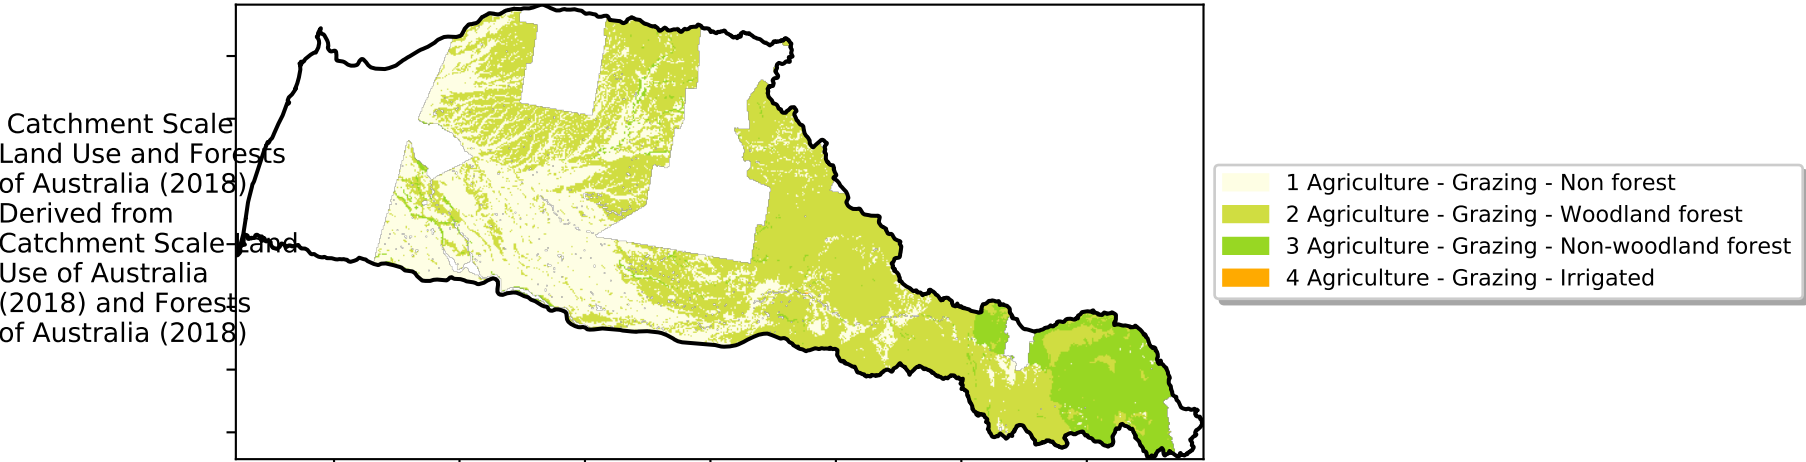 Catchment Scale
Land Use and Forests
of Australia (2018)
Derived from
Catchment Scale Land
Use of Australia
(2018) and Forests
of Australia (2018)
1 Agriculture - Grazing - Non forest
2 Agriculture - Grazing - Woodland forest
3 Agriculture - Grazing - Non-woodland forest
4 Agriculture - Grazing - Irrigated